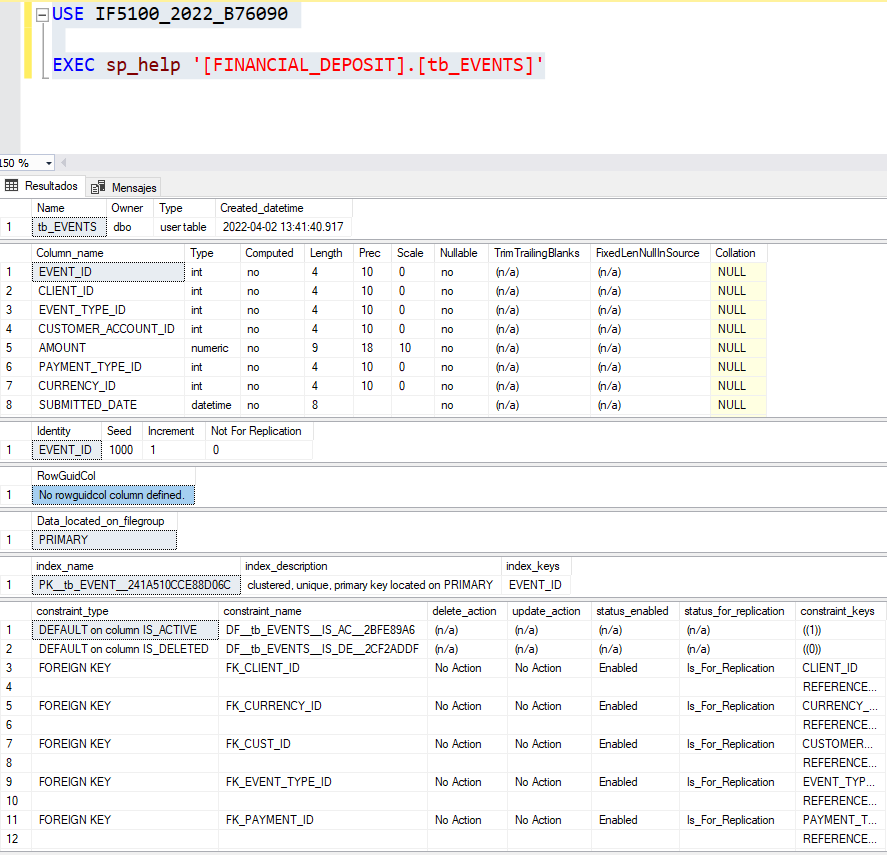 USE IF5100_2022_B76090
EXEC sp_help '[FINANCIAL_DEPOSIT].[tb_EVENTS]'
150 %
Resultados Mensajes
Name Owner Type Created_datetime
1 tb_EVENTS dbo user table 2022-04-02 13:41:40.917
Column_name Type Computed Length Prec Scale Nullable TrimTrailingBlanks FixedLenNullInSource Collation
1 EVENT_ID int no 4 10 0 no (n/a) (n/a) NULL
2 CLIENT_ID int no 4 10 0 no (n/a) (n/a) NULL
3 EVENT_TYPE_ID int no 4 10 0 no (n/a) (n/a) NULL
4 CUSTOMER_ACCOUNT_ID int no 4 10 0 no (n/a) (n/a) NULL
5 AMOUNT numeric no 9 18 10 no (n/a) (n/a) NULL
6 PAYMENT_TYPE_ID int no 4 10 0 no (n/a) (n/a) NULL
7 CURRENCY_ID int no 4 10 0 no (n/a) (n/a) NULL
8 SUBMITTED_DATE datetime no 8 no (n/a) (n/a) NULL
Identity Seed Increment Not For Replication
1 EVENT_ID 1000 1 0
RowGuidCol
1 No rowguidcol column defined.
Data_located_on_filegroup
1 PRIMARY
index_name index_description index_keys
1 PK__tb_EVENT__241A510CCE88D06C clustered, unique, primary key located on PRIMARY EVENT_ID
constraint_type constraint_name delete_action update_action status_enabled status_for_replication constraint_keys
1 DEFAULT on column IS_ACTIVE DF__tb_EVENTS__IS_AC__2BFE89A6 (n/a) (n/a) (n/a) (n/a) ((1))
2 DEFAULT on column IS_DELETED DF__tb_EVENTS__IS_DE__2CF2ADDF (n/a) (n/a) (n/a) (n/a) ((0))
3 FOREIGN KEY FK_CLIENT_ID No Action No Action Enabled Is_For_Replication CLIENT_ID
4 REFERENCE...
5 FOREIGN KEY FK_CURRENCY_ID No Action No Action Enabled Is_For_Replication CURRENCY_...
6 REFERENCE...
7 FOREIGN KEY FK_CUST_ID No Action No Action Enabled Is_For_Replication CUSTOMER...
8 REFERENCE...
9 FOREIGN KEY FK_EVENT_TYPE_ID No Action No Action Enabled Is_For_Replication EVENT_TYP...
10 REFERENCE...
11 FOREIGN KEY FK_PAYMENT_ID No Action No Action Enabled Is_For_Replication PAYMENT_T...
12 REFERENCE...